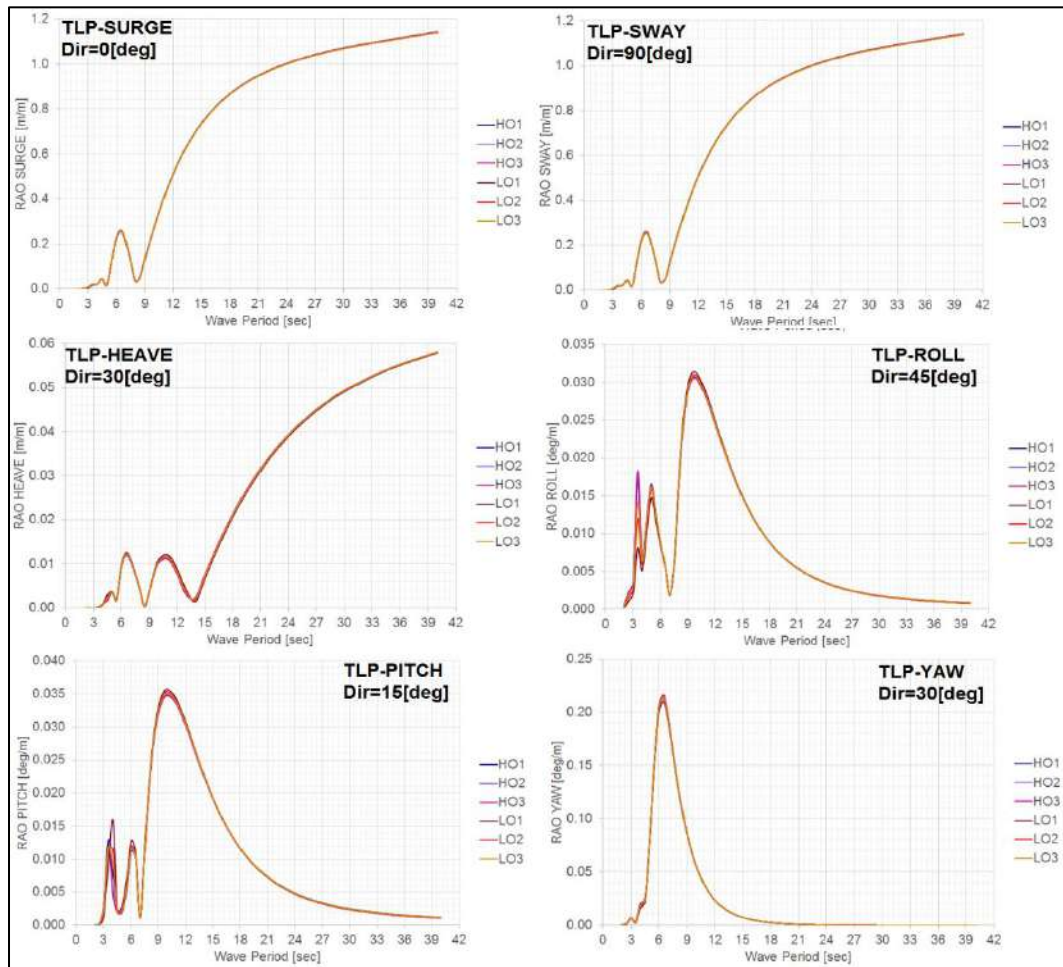 TLP-SURGE
Dir=0[deg]
RAO SURGE [m/m]
1.2
1.0
0.8
0.6
0.4
0.2
0.0
0 3 6 9 12 15 18 21 24 27 30 33 36 39 42
Wave Period [sec]
HO1
HO2
HO3
LO1
LO2
LO3
TLP-SWAY
Dir=90[deg]
RAO SWAY [m/m]
1.2
1.0
0.8
0.6
0.4
0.2
0.0
0 3 6 9 12 15 18 21 24 27 30 33 36 39 42
Wave Period [sec]
HO1
HO2
HO3
LO1
LO2
LO3
TLP-HEAVE
Dir=30[deg]
RAO HEAVE [m/m]
0.06
0.05
0.04
0.03
0.02
0.01
0.00
0 3 6 9 12 15 18 21 24 27 30 33 36 39 42
Wave Period [sec]
HO1
HO2
HO3
LO1
LO2
LO3
TLP-ROLL
Dir=45[deg]
RAO ROLL [deg/m]
0.035
0.030
0.025
0.020
0.015
0.010
0.005
0.000
0 3 6 9 12 15 18 21 24 27 30 33 36 39 42
Wave Period [sec]
HO1
HO2
HO3
LO1
LO2
LO3
TLP-PITCH
Dir=15[deg]
RAO PITCH [deg/m]
0.040
0.035
0.030
0.025
0.020
0.015
0.010
0.005
0.000
0 3 6 9 12 15 18 21 24 27 30 33 36 39 42
Wave Period [sec]
HO1
HO2
HO3
LO1
LO2
LO3
TLP-YAW
Dir=30[deg]
RAO YAW [deg/m]
0.25
0.20
0.15
0.10
0.05
0.00
0 3 6 9 12 15 18 21 24 27 30 33 36 39 42
Wave Period [sec]
HO1
HO2
HO3
LO1
LO2
LO3